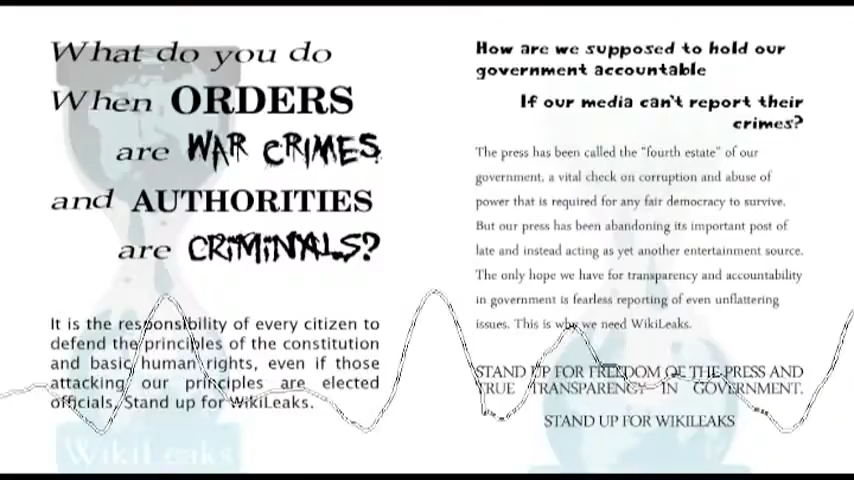 What do you do
When ORDERS
are WAR CRIMES
and AUTHORITIES
are CRIMINALS?
It is the responsibility of every citizen to
defend the principles of the constitution
and basic human rights, even if those
attacking our principles are elected
officials. Stand up for WikiLeaks.
WikiLeaks
How are we supposed to hold our
government accountable
If our media can't report their
crimes?
The press has been called the "fourth estate" of our
government, a vital check on corruption and abuse of
power that is required for any fair democracy to survive.
But our press has been abandoning its important post of
late and instead acting as yet another entertainment source.
The only hope we have for transparency and accountability
in government is fearless reporting of even unflattering
issues. This is why we need WikiLeaks.
STAND UP FOR FREEDOM OF THE PRESS AND
TRUE TRANSPARENCY IN GOVERNMENT.
STAND UP FOR WIKILEAKS